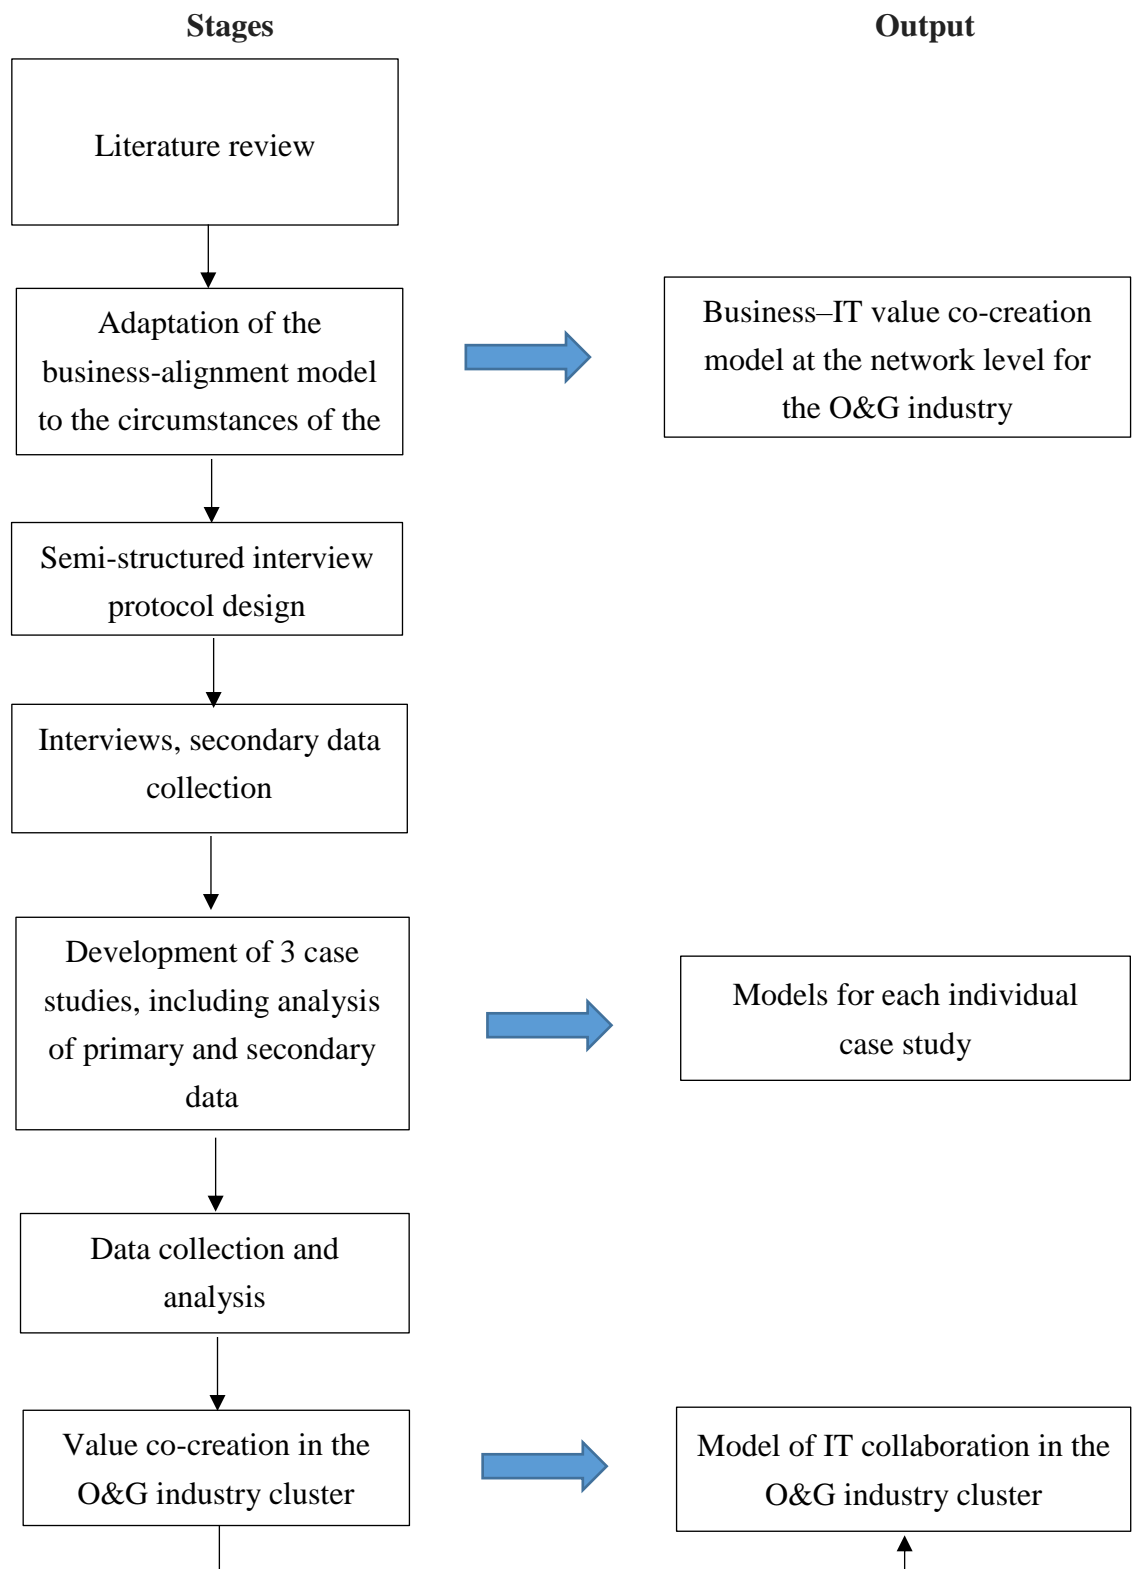 Stages
Output
Literature review
Adaptation of the
business-alignment model
to the circumstances of the
Business–IT value co-creation
model at the network level for
the O&G industry
Semi-structured interview
protocol design
Interviews, secondary data
collection
Development of 3 case
studies, including analysis
of primary and secondary
data
Models for each individual
case study
Data collection and
analysis
Value co-creation in the
O&G industry cluster
Model of IT collaboration in the
O&G industry cluster